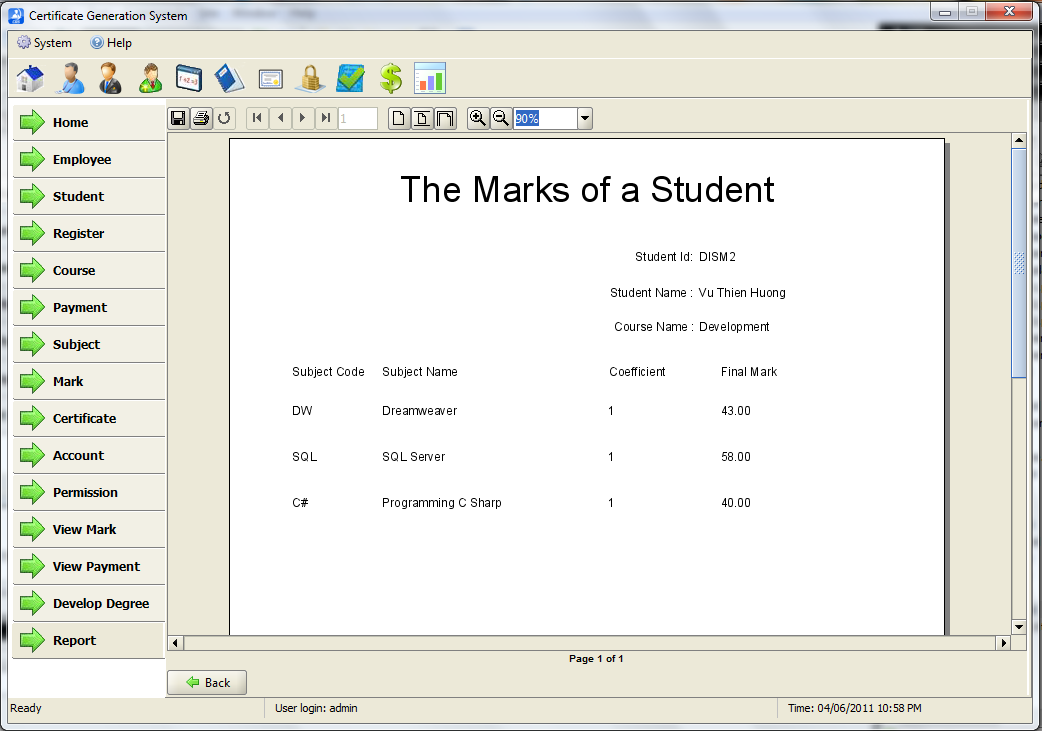 Certificate Generation System
System Help
Home
Employee
Student
Register
Course
Payment
Subject
Mark
Certificate
Account
Permission
View Mark
View Payment
Develop Degree
Report
1
90%
The Marks of a Student
Student Id: DISM2
Student Name : Vu Thien Huong
Course Name : Development
Subject Code Subject Name Coefficient Final Mark
DW Dreamweaver 1 43.00
SQL SQL Server 1 58.00
C# Programming C Sharp 1 40.00
Page 1 of 1
Back
Ready User login: admin Time: 04/06/2011 10:58 PM